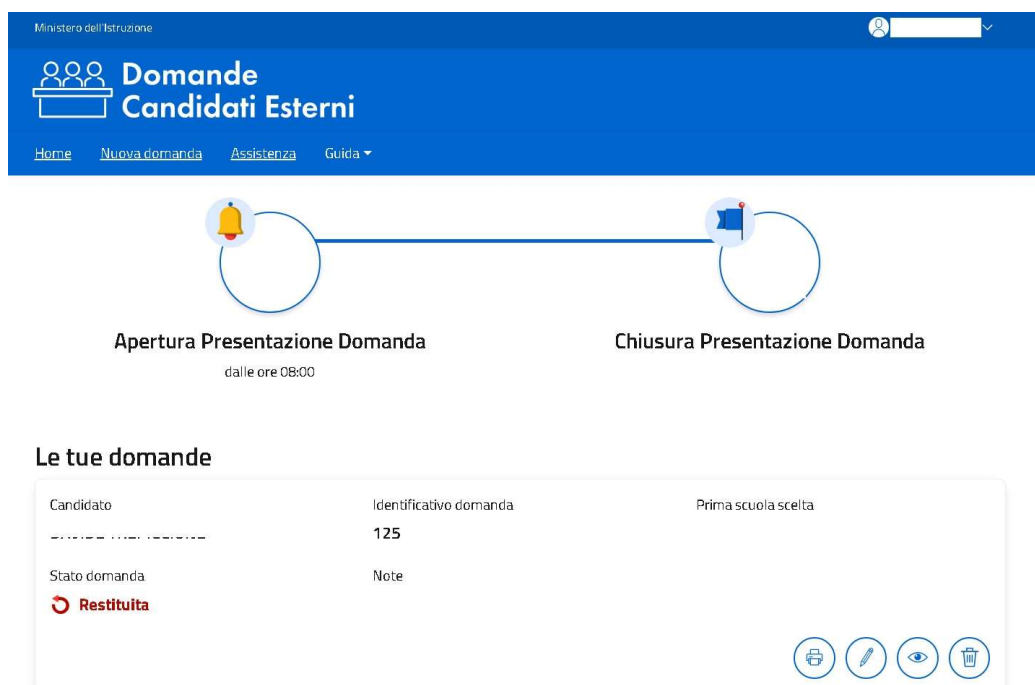 Ministero dell'Istruzione
Domande
Candidati Esterni
Home Nuova domanda Assistenza Guida
Apertura Presentazione Domanda Chiusura Presentazione Domanda
dalle ore 08:00
Le tue domande
Candidato Identificativo domanda Prima scuola scelta
125
Stato domanda Note
Restituita